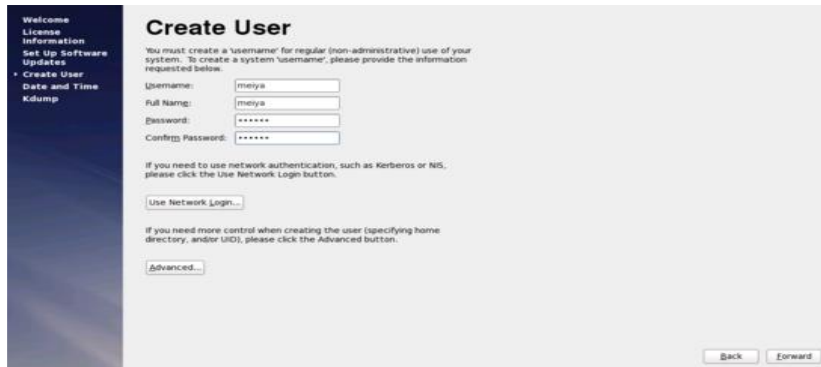 Welcome
License
Information
Set Up Software
Updates
Create User
Date and Time
Kdump
Create User
You must create a 'username' for regular (non-administrative) use of your
system. To create a system 'username', please provide the information
requested below.
Username: meiya
Full Name: meiya
Password: ••••••
Confirm Password: ••••••
If you need to use network authentication, such as Kerberos or NIS,
please click the Use Network Login button.
Use Network Login...
If you need more control when creating the user (specifying home
directory, and/or UID), please click the Advanced button.
Advanced...
Back Forward